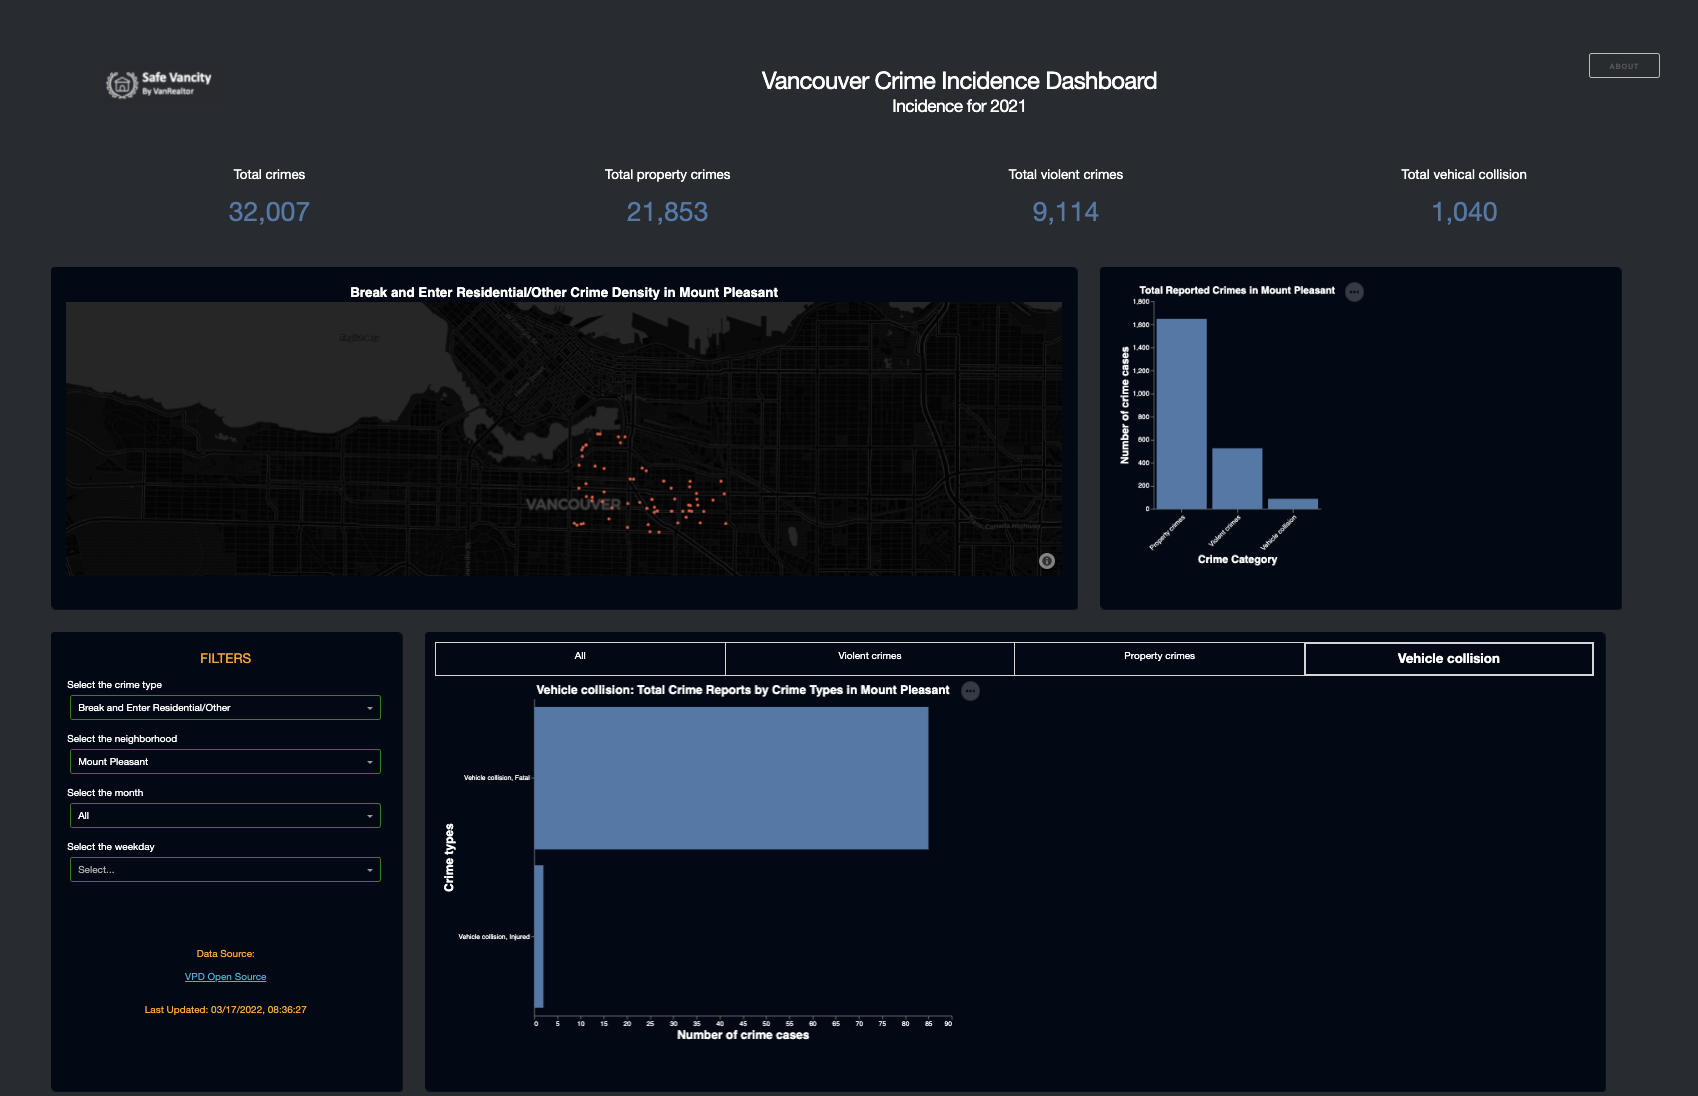 Safe Vancity
By VanRealtor
Vancouver Crime Incidence Dashboard
Incidence for 2021
ABOUT
Total crimes
32,007
Total property crimes
21,853
Total violent crimes
9,114
Total vehical collision
1,040
Break and Enter Residential/Other Crime Density in Mount Pleasant
VANCOUVER
Total Reported Crimes in Mount Pleasant
Number of crime cases
1,800
1,600
1,400
1,200
1,000
800
600
400
200
0
Property crimes
Violent crimes
Vehicle collision
Crime Category
FILTERS
Select the crime type
Break and Enter Residential/Other
Select the neighborhood
Mount Pleasant
Select the month
All
Select the weekday
Select...
Data Source:
VPD Open Source
Last Updated: 03/17/2022, 08:36:27
All
Violent crimes
Property crimes
Vehicle collision
Vehicle collision: Total Crime Reports by Crime Types in Mount Pleasant
Crime types
Vehicle collision, Fatal
Vehicle collision, Injured
0 5 10 15 20 25 30 35 40 45 50 55 60 65 70 75 80 85 90
Number of crime cases